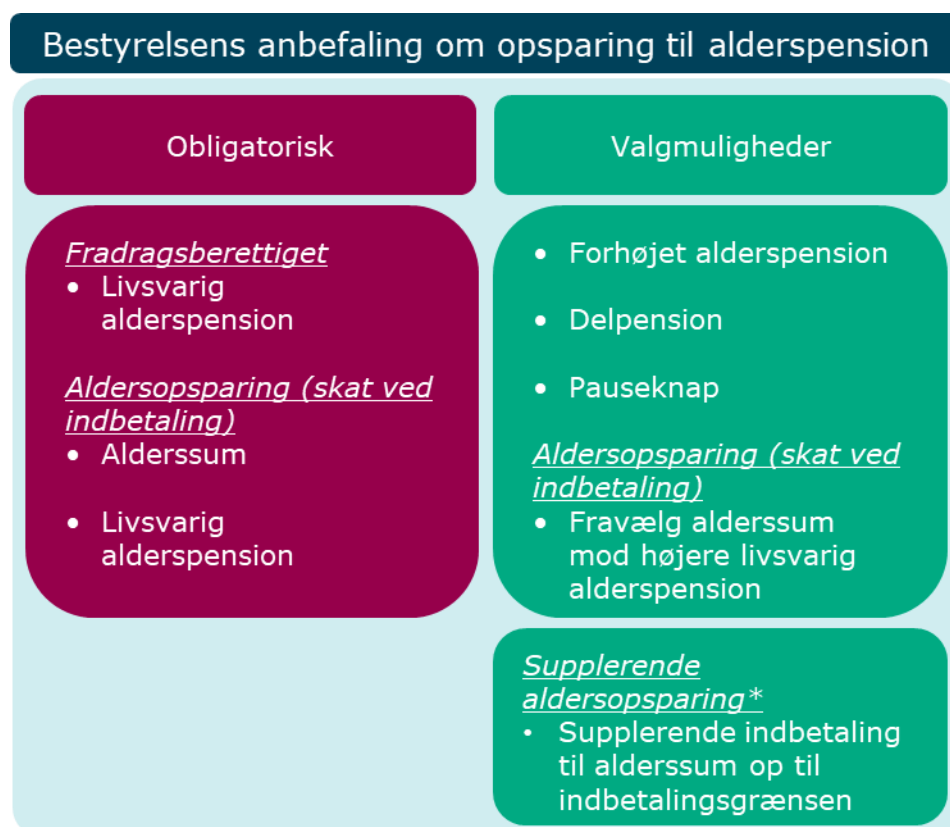 Bestyrelsens anbefaling om opsparing til alderspension
Obligatorisk
Fradragsberettiget
• Livsvarig
alderspension
Aldersopsparing (skat ved
indbetaling)
• Alderssum
• Livsvarig
alderspension
Valgmuligheder
• Forhøjet alderspension
• Delpension
• Pauseknap
Aldersopsparing (skat ved
indbetaling)
• Fravælg alderssum
mod højere livsvarig
alderspension
Supplerende
aldersopsparing*
• Supplerende indbetaling
til alderssum op til
indbetalingsgrænsen